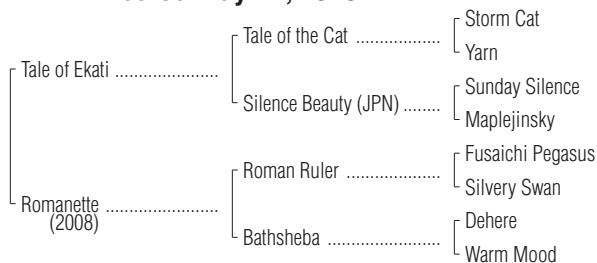 Storm Cat
Tale of the Cat ..................
Yarn
Tale of Ekati ......................
Sunday Silence
Silence Beauty (JPN) ........
Maplejinsky
Fusaichi Pegasus
Roman Ruler ....................
Silvery Swan
Romanette ........................
(2008)
Dehere
Bathsheba ........................
Warm Mood